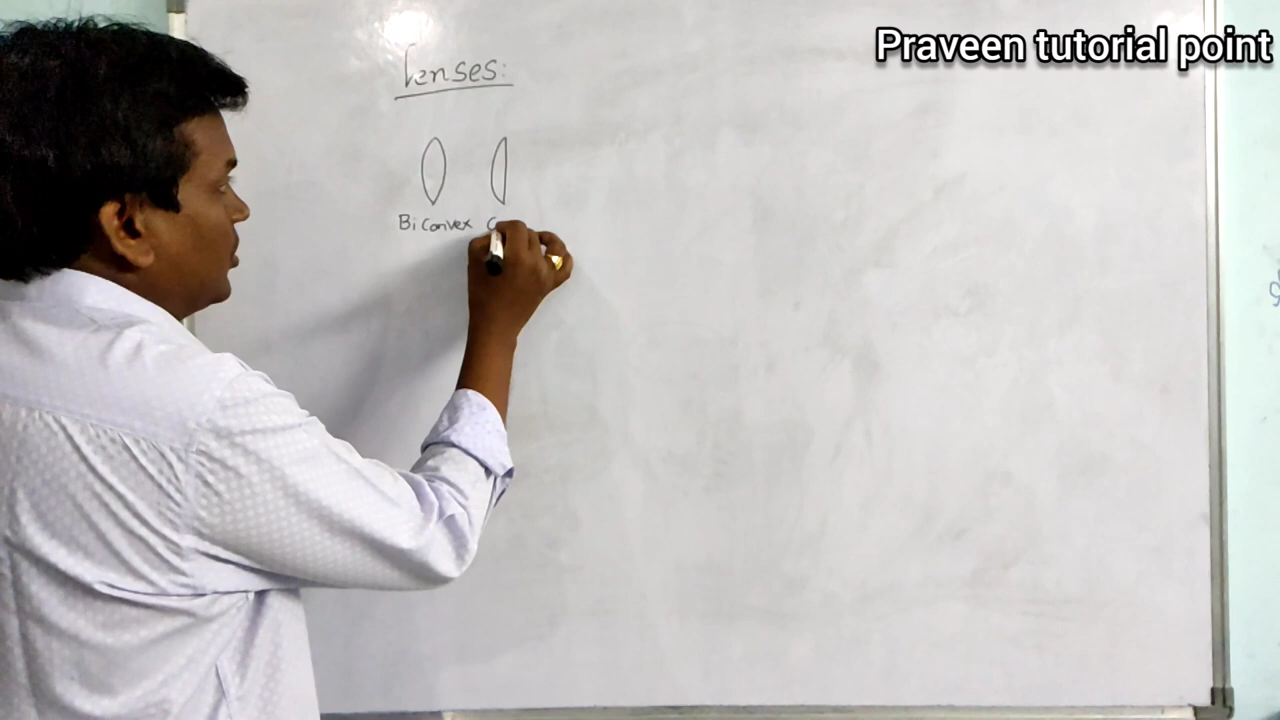 Praveen tutorial point
Lenses:
Biconvex